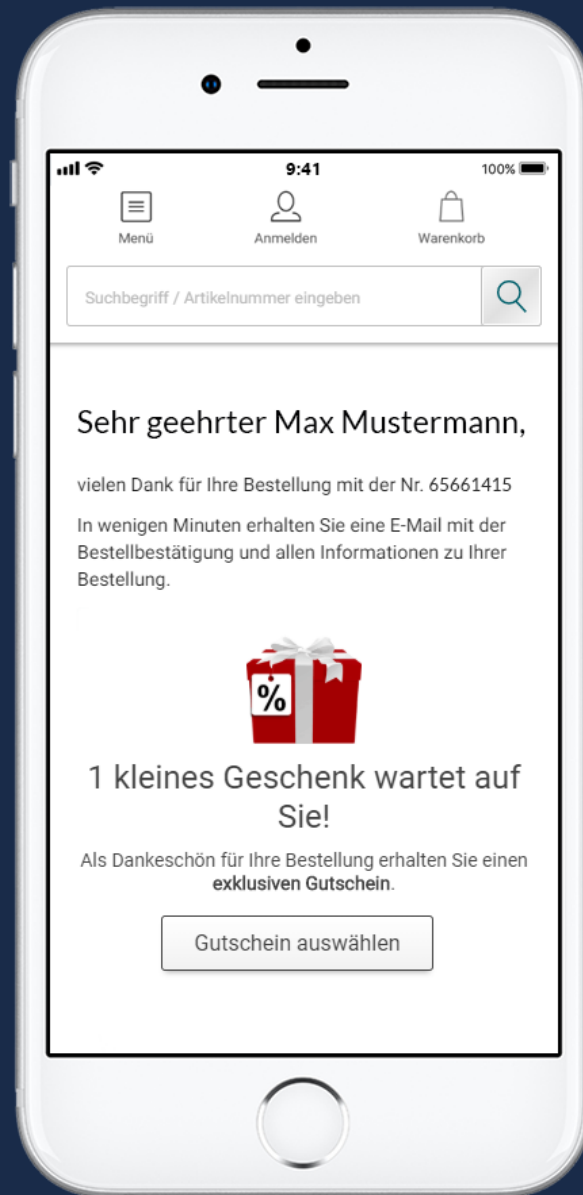 9:41
100%
Menü
Anmelden
Warenkorb
Suchbegriff / Artikelnummer eingeben
Sehr geehrter Max Mustermann,
vielen Dank für Ihre Bestellung mit der Nr. 65661415
In wenigen Minuten erhalten Sie eine E-Mail mit der
Bestellbestätigung und allen Informationen zu Ihrer
Bestellung.
%
1 kleines Geschenk wartet auf
Sie!
Als Dankeschön für Ihre Bestellung erhalten Sie einen
exklusiven Gutschein.
Gutschein auswählen